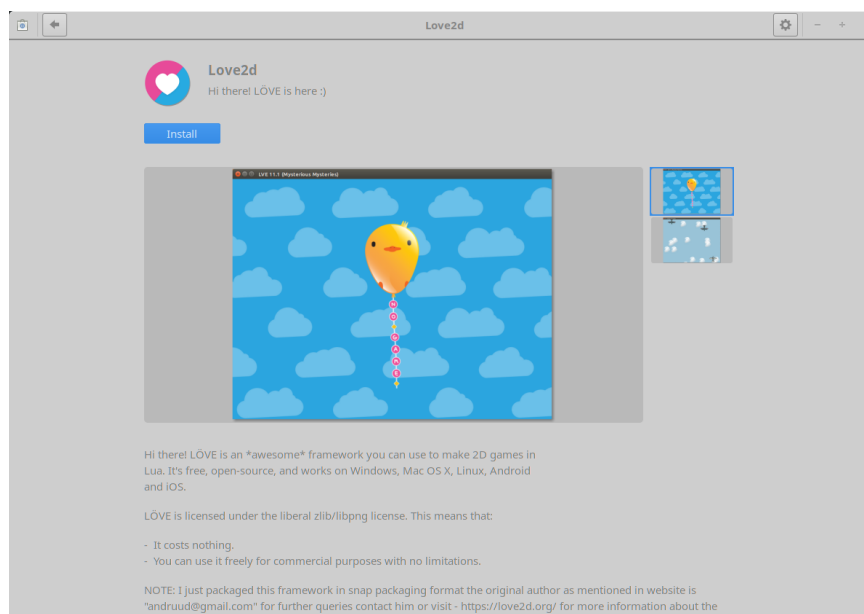 Love2d
Love2d
Hi there! LÖVE is here :)
Install
LVE 11.1 (Mysterious Mysteries)
N
O
G
A
M
E
Hi there! LÖVE is an *awesome* framework you can use to make 2D games in
Lua. It's free, open-source, and works on Windows, Mac OS X, Linux, Android
and iOS.
LÖVE is licensed under the liberal zlib/libpng license. This means that:
- It costs nothing.
- You can use it freely for commercial purposes with no limitations.
NOTE: I just packaged this framework in snap packaging format the original author as mentioned in website is
"andruud@gmail.com" for further queries contact him or visit - https://love2d.org/ for more information about the